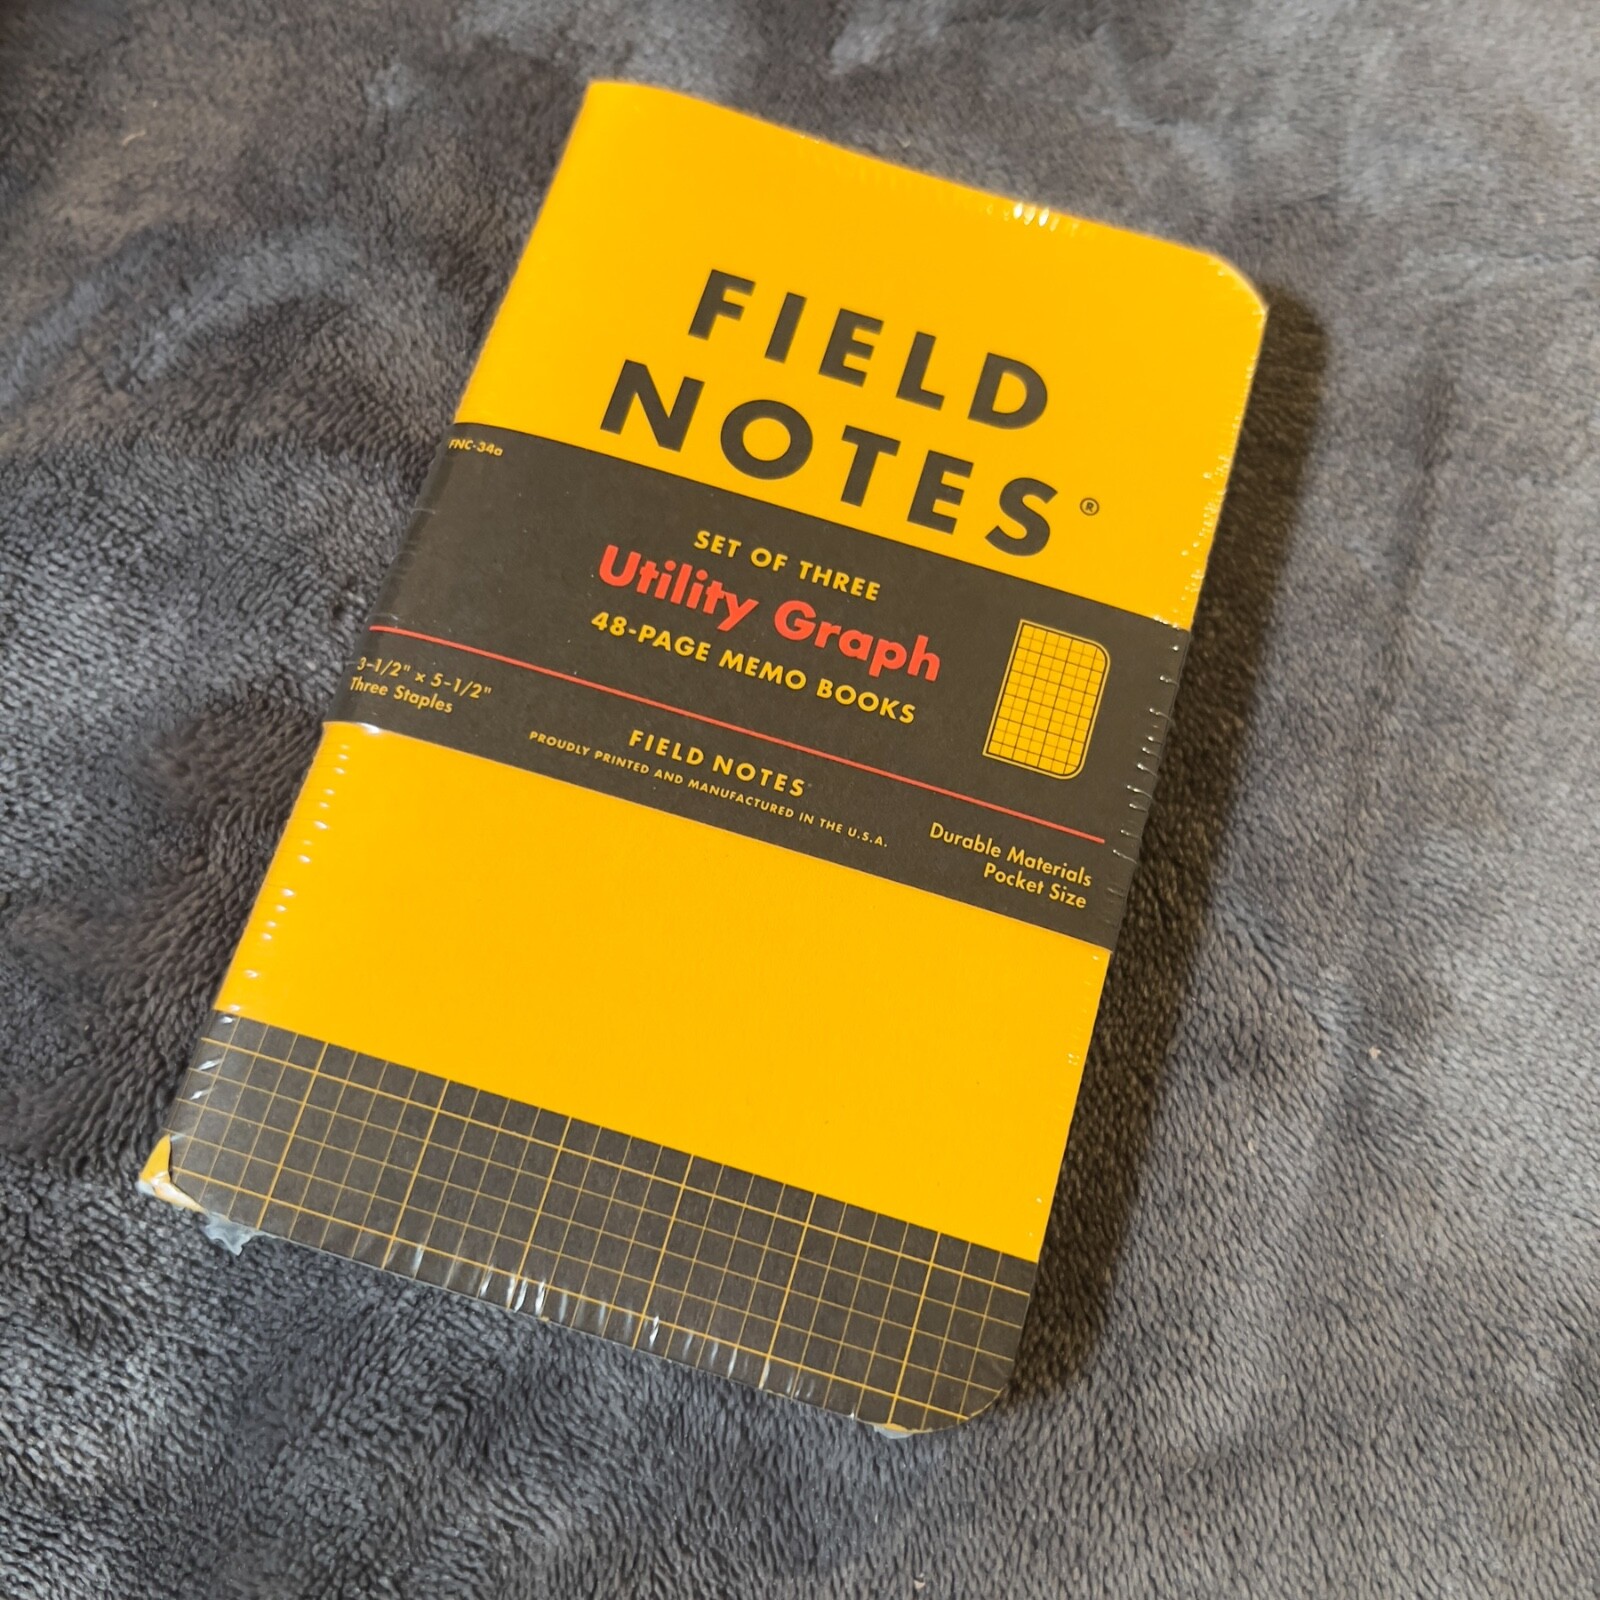 FIELD
NOTES®
FNC-34a
SET OF THREE
Utility Graph
48-PAGE MEMO BOOKS
3-1/2" x 5-1/2"
Three Staples
FIELD NOTES
PROUDLY PRINTED AND MANUFACTURED IN THE U.S.A.
Durable Materials
Pocket Size